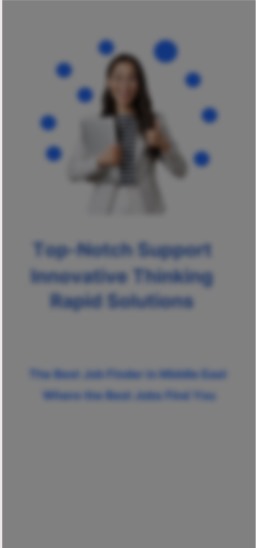 Top-Notch Support
Innovative Thinking
Rapid Solutions
The Best Job Finder in Middle East
Where the Best Jobs Find You